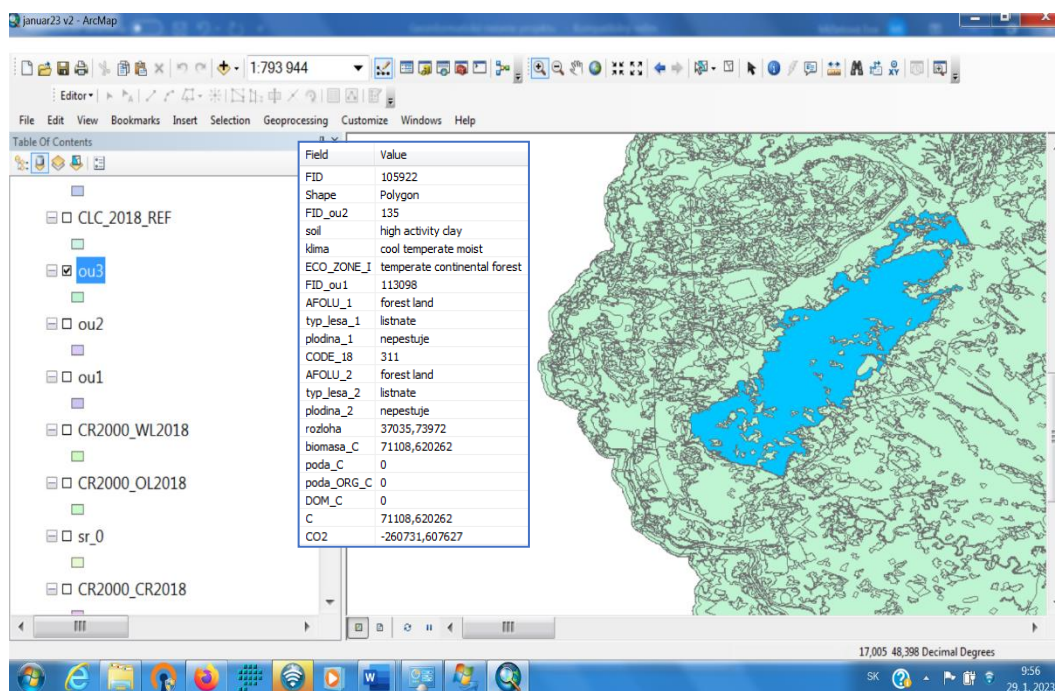 januar23 v2 - ArcMap
1:793 944
Editor
File Edit View Bookmarks Insert Selection Geoprocessing Customize Windows Help
Table Of Contents
CLC_2018_REF
ou3
ou2
ou1
CR2000_WL2018
CR2000_OL2018
sr_0
CR2000_CR2018
Field Value
FID 105922
Shape Polygon
FID_ou2 135
soil high activity clay
klima cool temperate moist
ECO_ZONE_I temperate continental forest
FID_ou1 113098
AFOLU_1 forest land
typ_lesa_1 listnate
plodina_1 nepestuje
CODE_18 311
AFOLU_2 forest land
typ_lesa_2 listnate
plodina_2 nepestuje
rozloha 37035,73972
biomasa_C 71108,620262
poda_C 0
poda_ORG_C 0
DOM_C 0
C 71108,620262
CO2 -260731,607627
17,005 48,398 Decimal Degrees
SK 9:56
29.1.2023